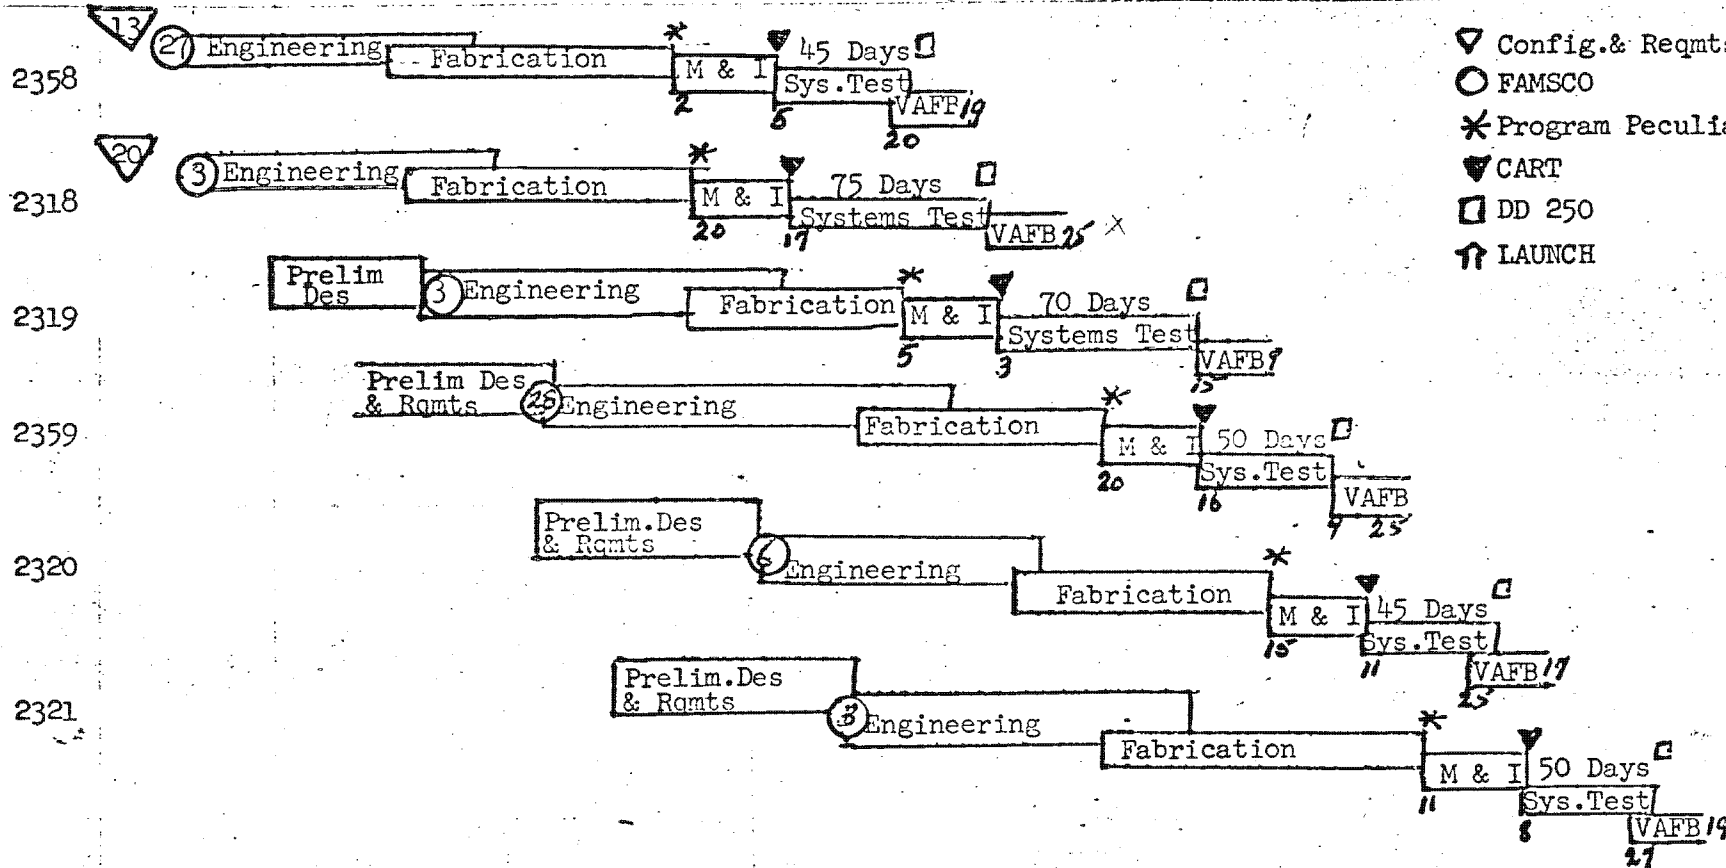 13
27 Engineering
Fabrication
M & I
45 Days
Sys.Test
VAFB 19
2358
2
5
20
Config.& Reqmts
FAMSCO
Program Peculia
CART
DD 250
LAUNCH
20
3 Engineering
Fabrication
M & I
75 Days
Systems Test
VAFB 25
2318
20
17
Prelim
Des
3 Engineering
Fabrication
M & I
70 Days
Systems Test
VAFB 9
2319
5
3
15
Prelim Des
& Rqmts
Engineering
Fabrication
M & I
50 Days
Sys.Test
VAFB
2359
20
16
25
Prelim.Des
& Rqmts
6
Engineering
Fabrication
M & I
45 Days
Sys.Test
VAFB 17
2320
15
11
25
Prelim.Des
& Rqmts
3
Engineering
Fabrication
M & I
50 Days
Sys.Test
VAFB 19
2321
11
8
27